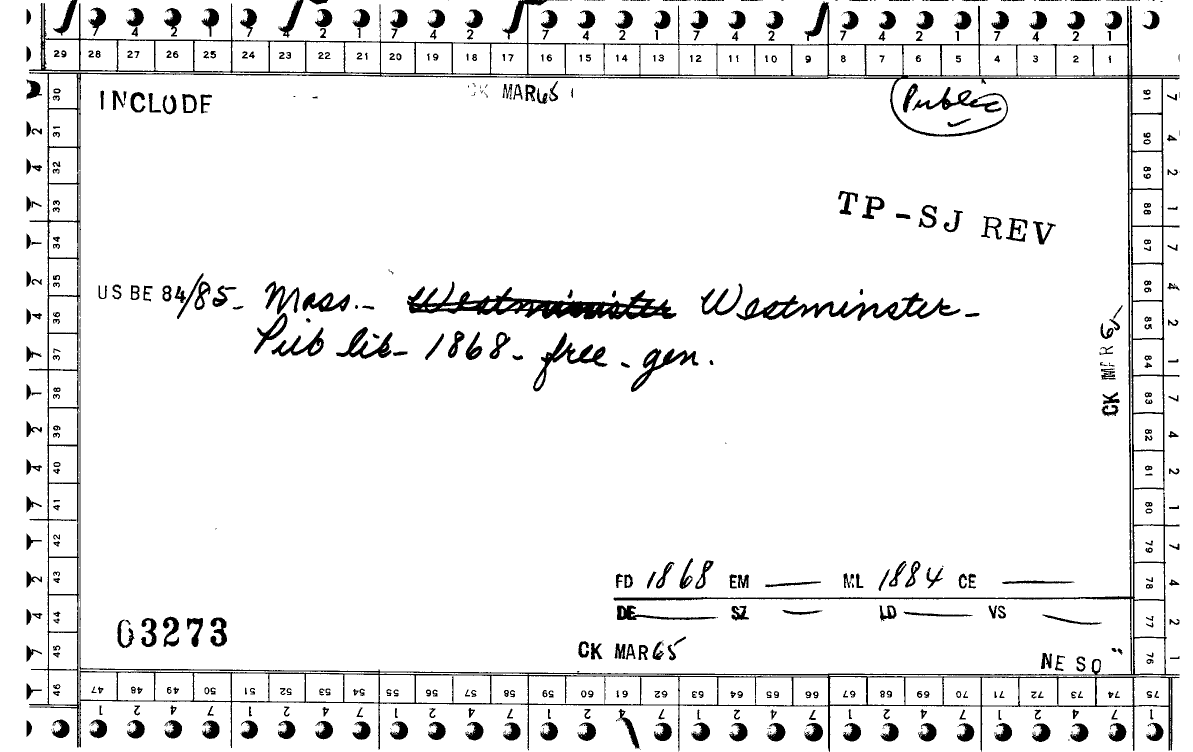 7 4 2 1 7 4 2 1 7 4 2 1 7 4 2 1 7 4 2 1 7 4 2 1 7 4 2 1
29 28 27 26 25 24 23 22 21 20 19 18 17 16 15 14 13 12 11 10 9 8 7 6 5 4 3 2 1
INCLUDE
CK MAR65
Public
TP-SJ REV
US BE 84/85- Mass.- Westminster-
Pub lib- 1868- free- gen.
CK MAR 6
FD 1868 EM — ML 1884 CE —
DE — SZ — LD — VS —
03273
CK MAR65
NE SO "
30 31 32 33 34 35 36 37 38 39 40 41 42 43 44 45 46
91 90 89 88 87 86 85 84 83 82 81 80 79 78 77 76
47 48 49 50 51 52 53 54 55 56 57 58 59 60 61 62 63 64 65 66 67 68 69 70 71 72 73 74 75
1 2 4 7 1 2 4 7 1 2 4 7 1 2 4 7 1 2 4 7 1 2 4 7 1 2 4 7 1